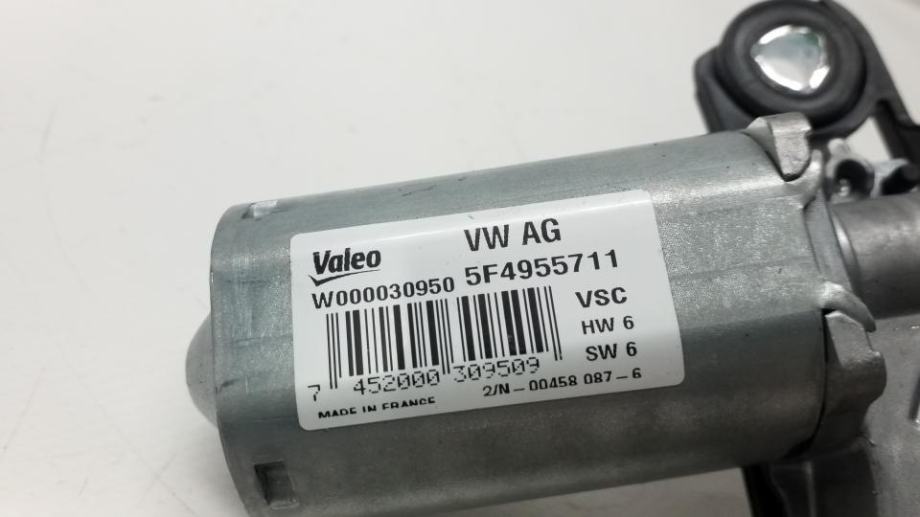 Valeo VW AG
W000030950 5F4955711
VSC
HW 6
SW 6
7 452000 309509
2/N - 00458 087-6
MADE IN FRANCE